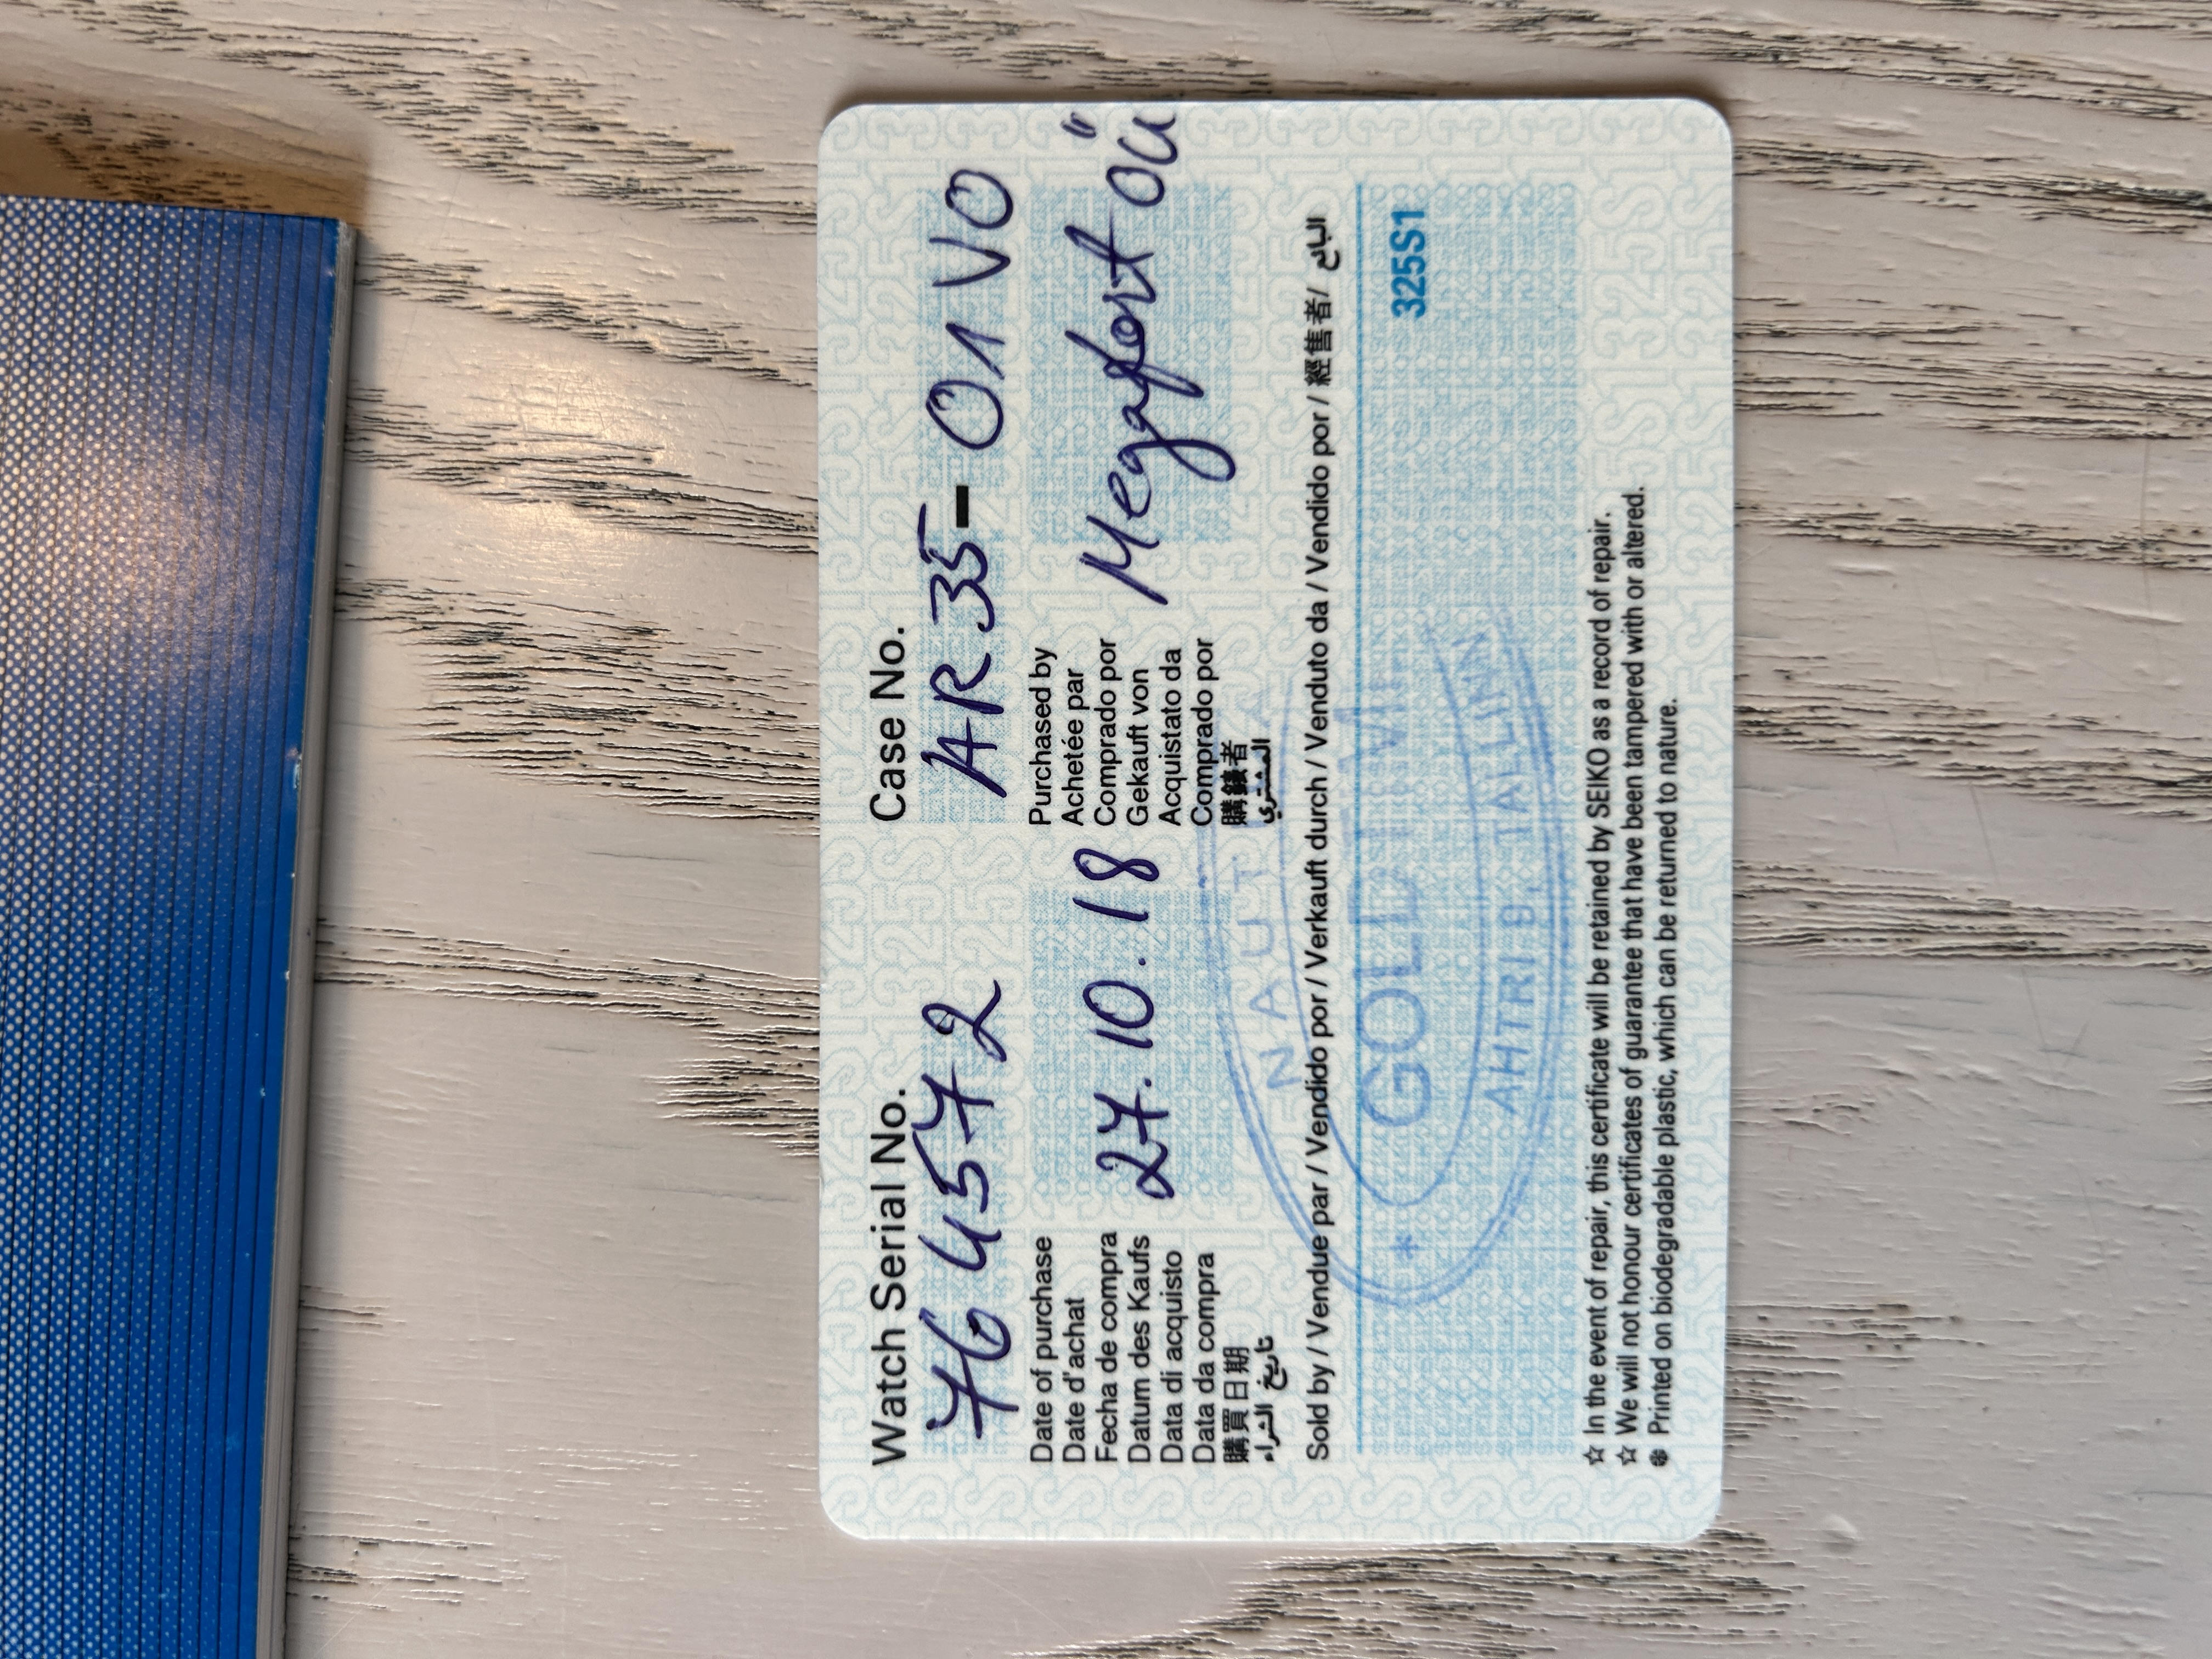 Watch Serial No.
764572
Case No.
AR35-01V0
Date of purchase
Date d'achat
Fecha de compra
Datum des Kaufs
Data di acquisto
Data da compra
購買日期
تاريخ الشراء
27.10.18
Purchased by
Achetée par
Comprado por
Gekauft von
Acquistato da
Comprado por
購錶者
المشتري
Megafort OÜ
Sold by / Vendue par / Vendido por / Verkauft durch / Venduto da / Vendido por / 經售者/ البائع
NAUT
GOLDTIME
* AHTRI 9, TALLINN
325S1
☆ In the event of repair, this certificate will be retained by SEIKO as a record of repair.
☆ We will not honour certificates of guarantee that have been tampered with or altered.
Printed on biodegradable plastic, which can be returned to nature.